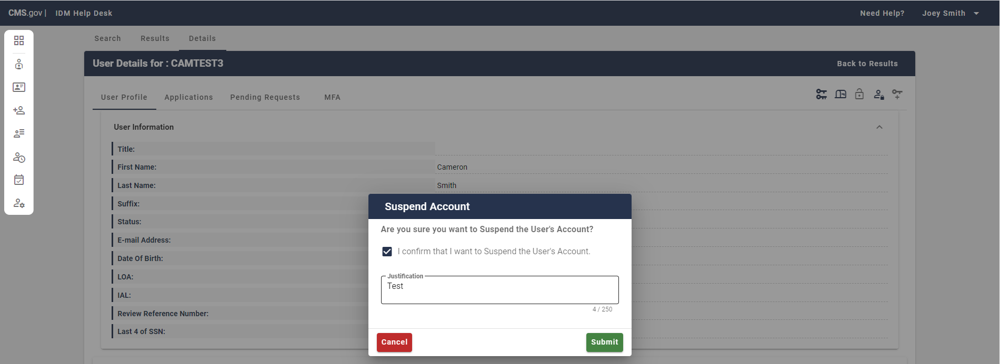 CMS.gov | IDM Help Desk Need Help? Joey Smith
Search Results Details
User Details for : CAMTEST3 Back to Results
User Profile Applications Pending Requests MFA
User Information
Title:
First Name: Cameron
Last Name: Smith
Suffix:
Status:
E-mail Address:
Date Of Birth:
LOA:
IAL:
Review Reference Number:
Last 4 of SSN:
Suspend Account
Are you sure you want to Suspend the User's Account?
I confirm that I want to Suspend the User's Account.
Justification
Test
4 / 250
Cancel Submit